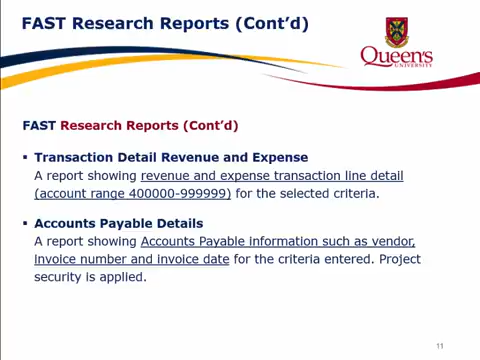 FAST Research Reports (Cont’d)
Queen's
UNIVERSITY
FAST Research Reports (Cont’d)
▪ Transaction Detail Revenue and Expense
A report showing revenue and expense transaction line detail
(account range 400000-999999) for the selected criteria.
▪ Accounts Payable Details
A report showing Accounts Payable information such as vendor,
invoice number and invoice date for the criteria entered. Project
security is applied.
11